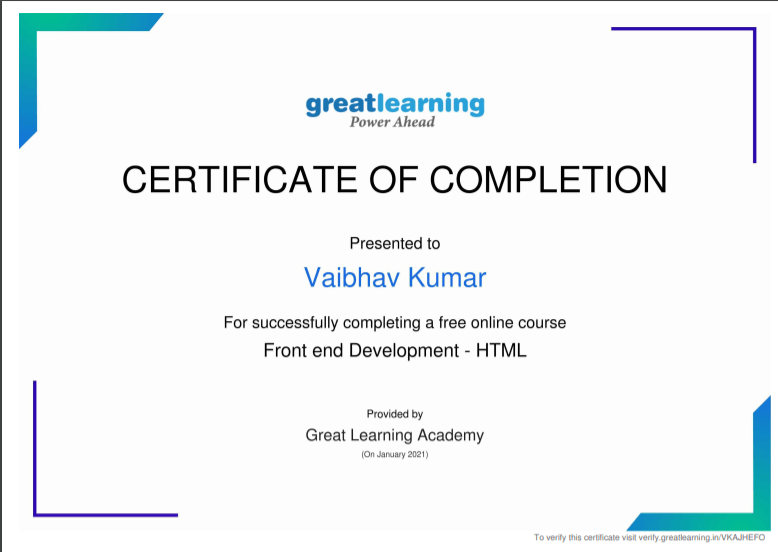 greatlearning
Power Ahead
CERTIFICATE OF COMPLETION
Presented to
Vaibhav Kumar
For successfully completing a free online course
Front end Development - HTML
Provided by
Great Learning Academy
(On January 2021)
To verify this certificate visit verify.greatlearning.in/VKAJHEFO